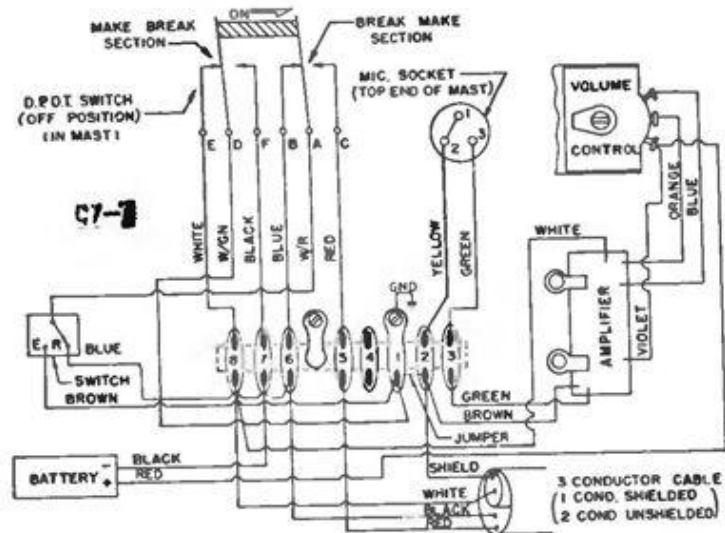 ON
MAKE BREAK
SECTION
BREAK MAKE
SECTION
D.P.D.T. SWITCH
(OFF POSITION)
(IN MAST)
MIC. SOCKET
(TOP END OF MAST)
1
2
3
VOLUME
CONTROL
E
D
F
B
A
C
WHITE
W/GN
BLACK
BLUE
W/R
RED
YELLOW
GREEN
WHITE
ORANGE
BLUE
VIOLET
AMPLIFIER
GND
E
R
BLUE
SWITCH
BROWN
8
7
6
5
4
1
2
3
GREEN
BROWN
JUMPER
BATTERY
-
+
BLACK
RED
SHIELD
WHITE
BLACK
RED
3 CONDUCTOR CABLE
(1 COND. SHIELDED)
(2 COND UNSHIELDED)